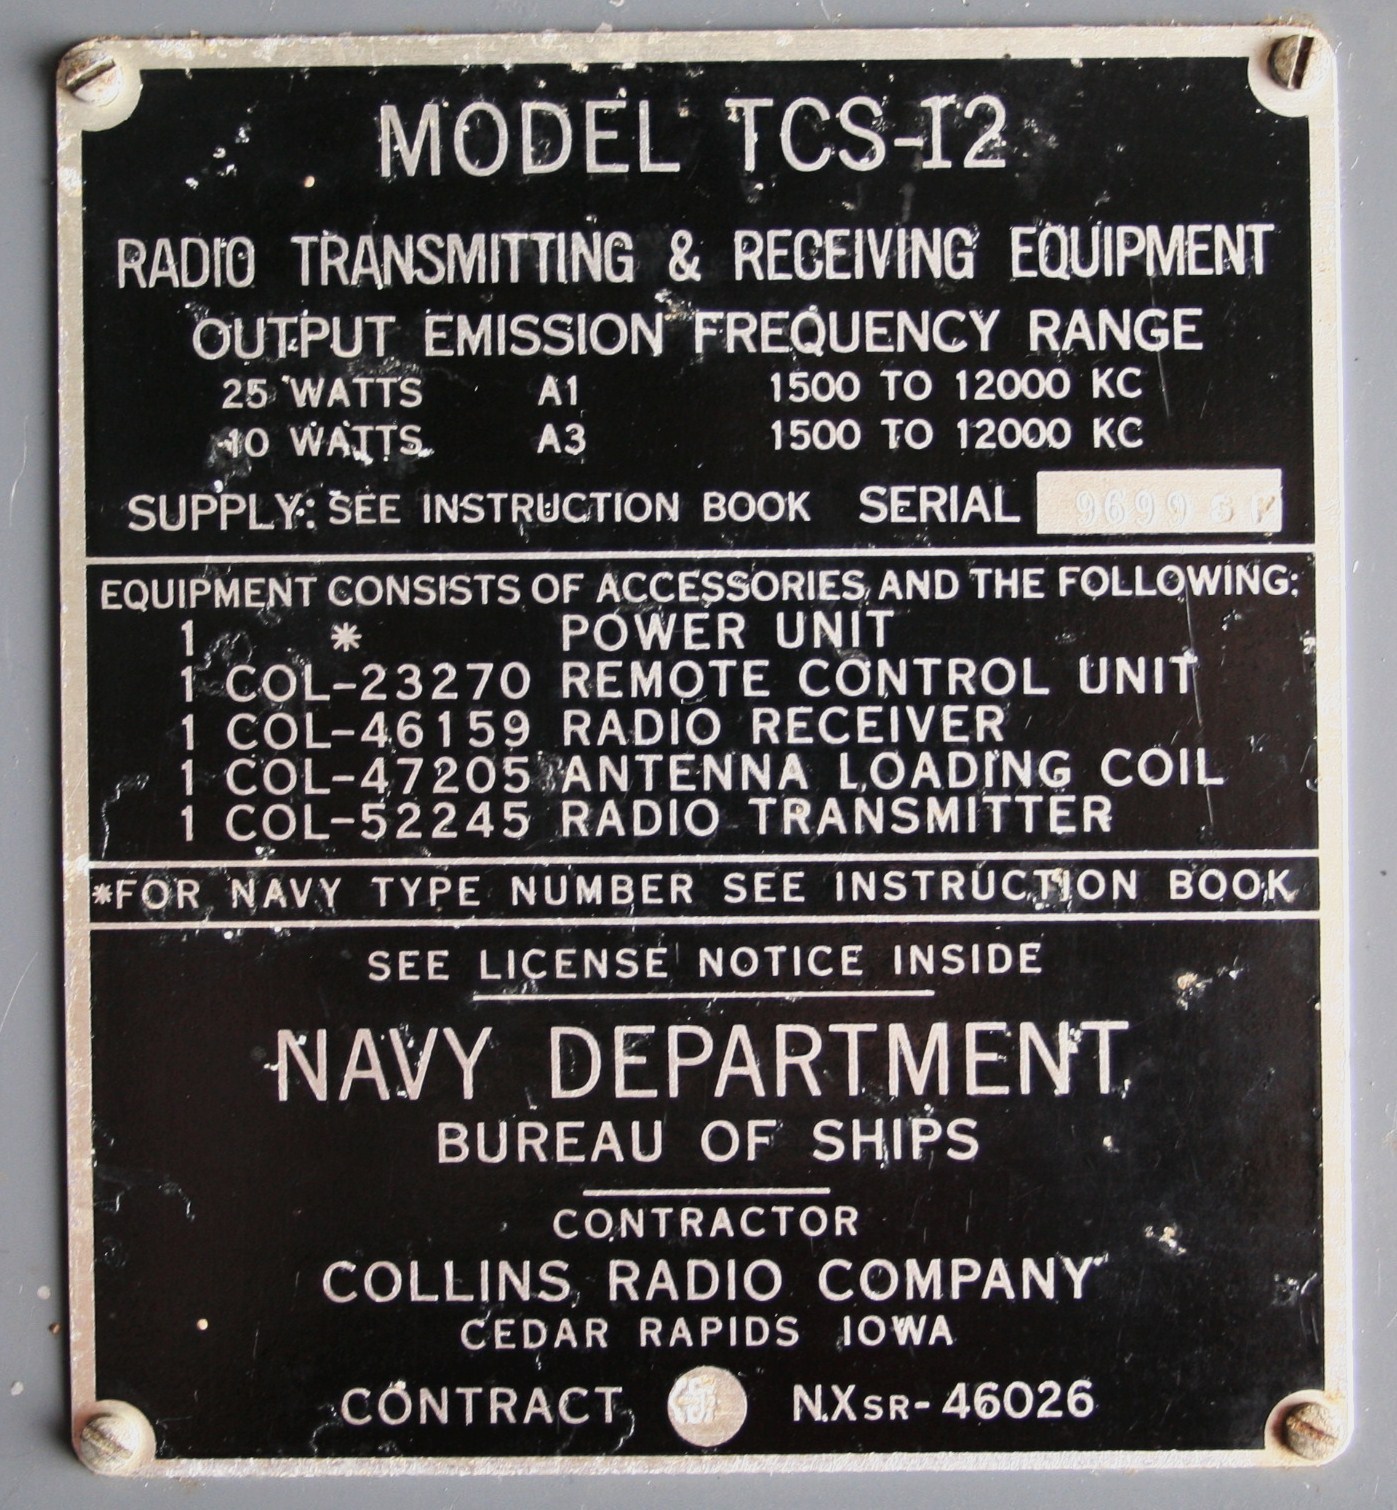 MODEL TCS-12
RADIO TRANSMITTING & RECEIVING EQUIPMENT
OUTPUT EMISSION FREQUENCY RANGE
25 WATTS A1 1500 TO 12000 KC
10 WATTS A3 1500 TO 12000 KC
SUPPLY: SEE INSTRUCTION BOOK SERIAL
EQUIPMENT CONSISTS OF ACCESSORIES AND THE FOLLOWING:
1 * POWER UNIT
1 COL-23270 REMOTE CONTROL UNIT
1 COL-46159 RADIO RECEIVER
1 COL-47205 ANTENNA LOADING COIL
1 COL-52245 RADIO TRANSMITTER
*FOR NAVY TYPE NUMBER SEE INSTRUCTION BOOK
SEE LICENSE NOTICE INSIDE
NAVY DEPARTMENT
BUREAU OF SHIPS
CONTRACTOR
COLLINS RADIO COMPANY
CEDAR RAPIDS IOWA
CONTRACT NXSR-46026